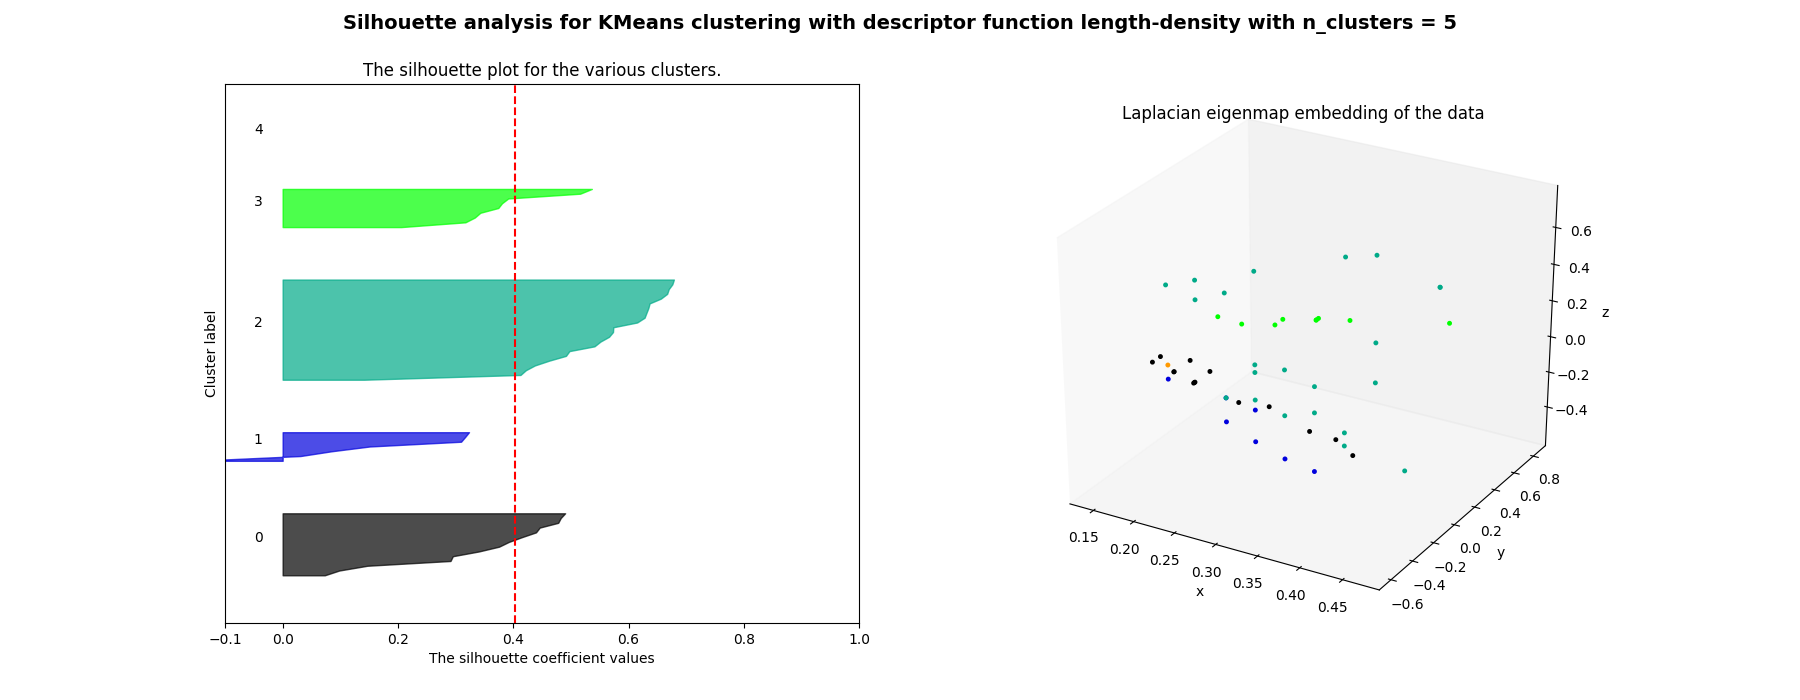 Silhouette analysis for KMeans clustering with descriptor function length-density with n_clusters = 5
The silhouette plot for the various clusters.
Cluster label
4
3
2
1
0
−0.1 0.0 0.2 0.4 0.6 0.8 1.0
The silhouette coefficient values
Laplacian eigenmap embedding of the data
0.6
0.4
0.2
0.0
−0.2
−0.4
z
0.8
0.6
0.4
0.2
0.0
−0.2
−0.4
−0.6
y
0.15 0.20 0.25 0.30 0.35 0.40 0.45
x